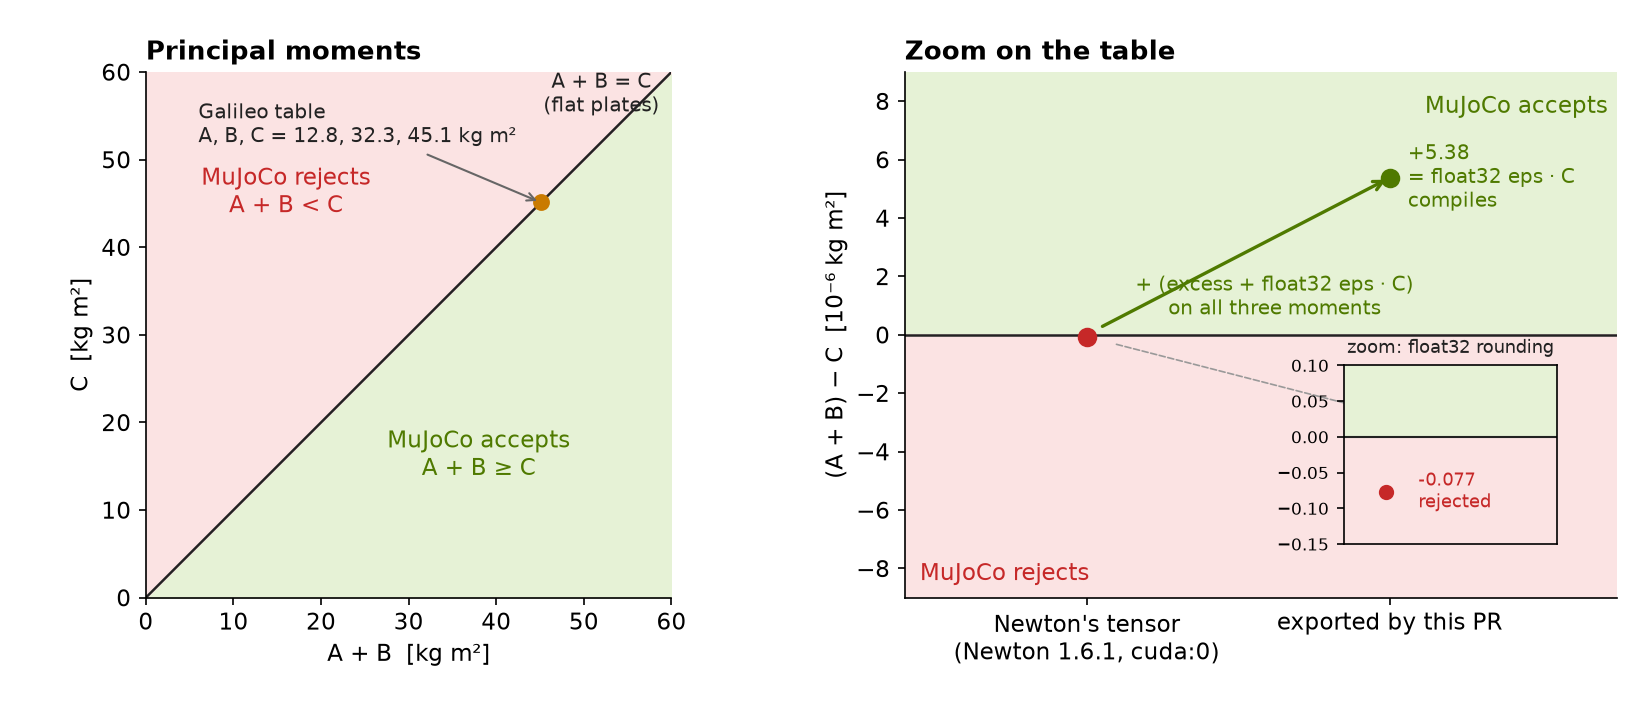 Principal moments
60
50
40
30
20
10
0
C [kg m²]
A + B = C
(flat plates)
Galileo table
A, B, C = 12.8, 32.3, 45.1 kg m²
MuJoCo rejects
A + B < C
MuJoCo accepts
A + B ≥ C
0 10 20 30 40 50 60
A + B [kg m²]
Zoom on the table
8
6
4
2
0
−2
−4
−6
−8
(A + B) − C [10⁻⁶ kg m²]
MuJoCo accepts
+5.38
= float32 eps · C
compiles
+ (excess + float32 eps · C)
on all three moments
zoom: float32 rounding
0.10
0.05
0.00
−0.05
−0.10
−0.15
-0.077
rejected
MuJoCo rejects
Newton's tensor
(Newton 1.6.1, cuda:0)
exported by this PR